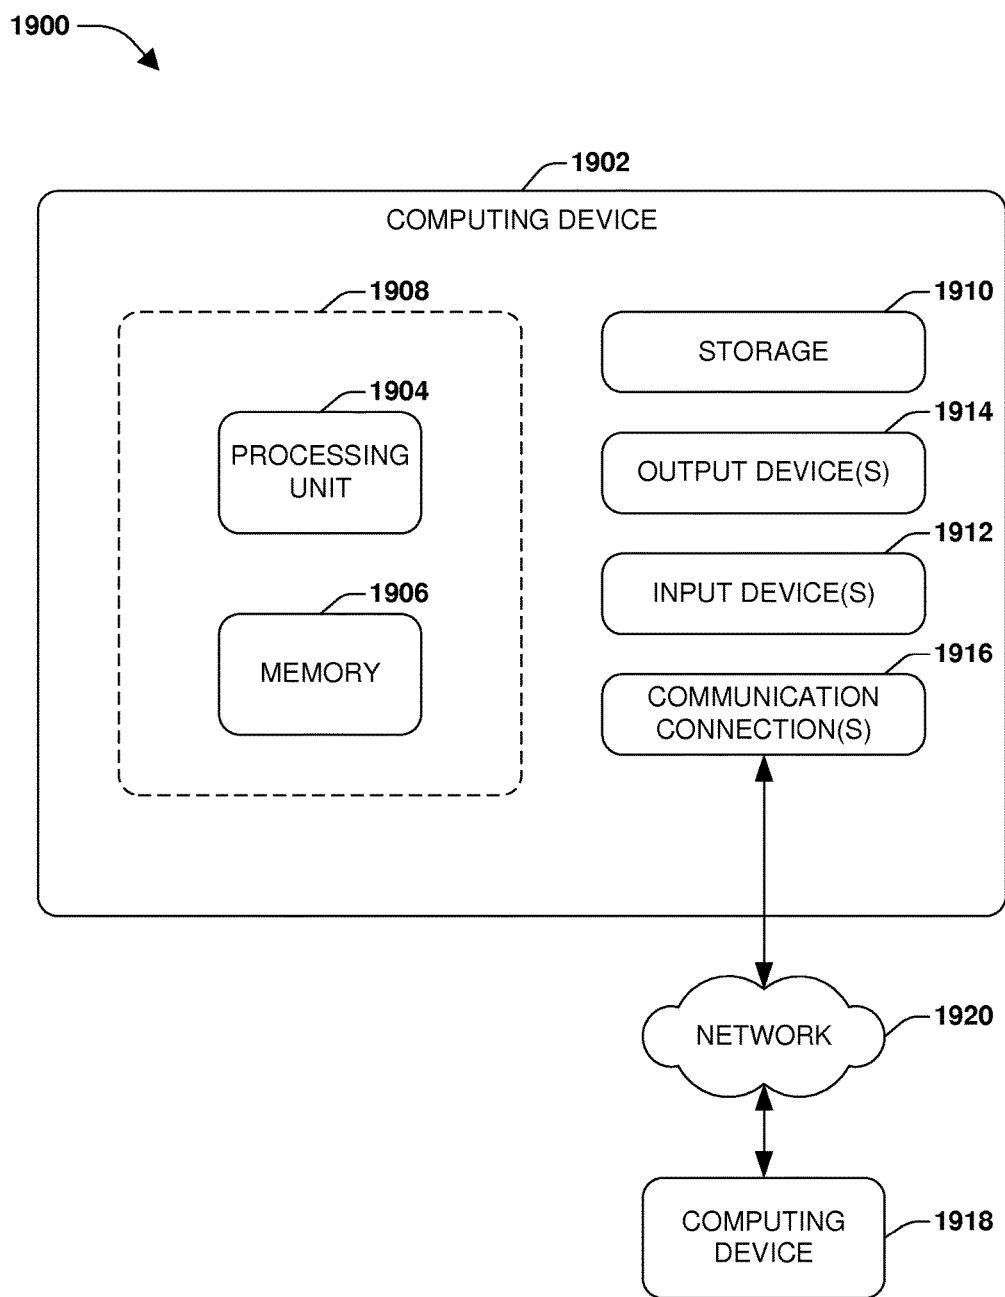 1900
1902
COMPUTING DEVICE
1908
1904
PROCESSING
UNIT
1906
MEMORY
1910
STORAGE
1914
OUTPUT DEVICE(S)
1912
INPUT DEVICE(S)
1916
COMMUNICATION
CONNECTION(S)
1920
NETWORK
1918
COMPUTING
DEVICE